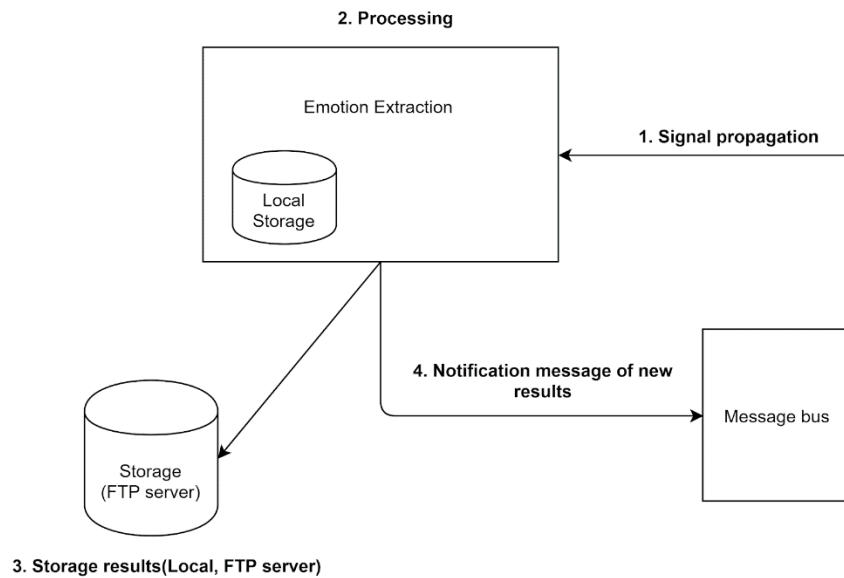 2. Processing
Emotion Extraction
1. Signal propagation
Local
Storage
4. Notification message of new
results
Message bus
Storage
(FTP server)
3. Storage results(Local, FTP server)